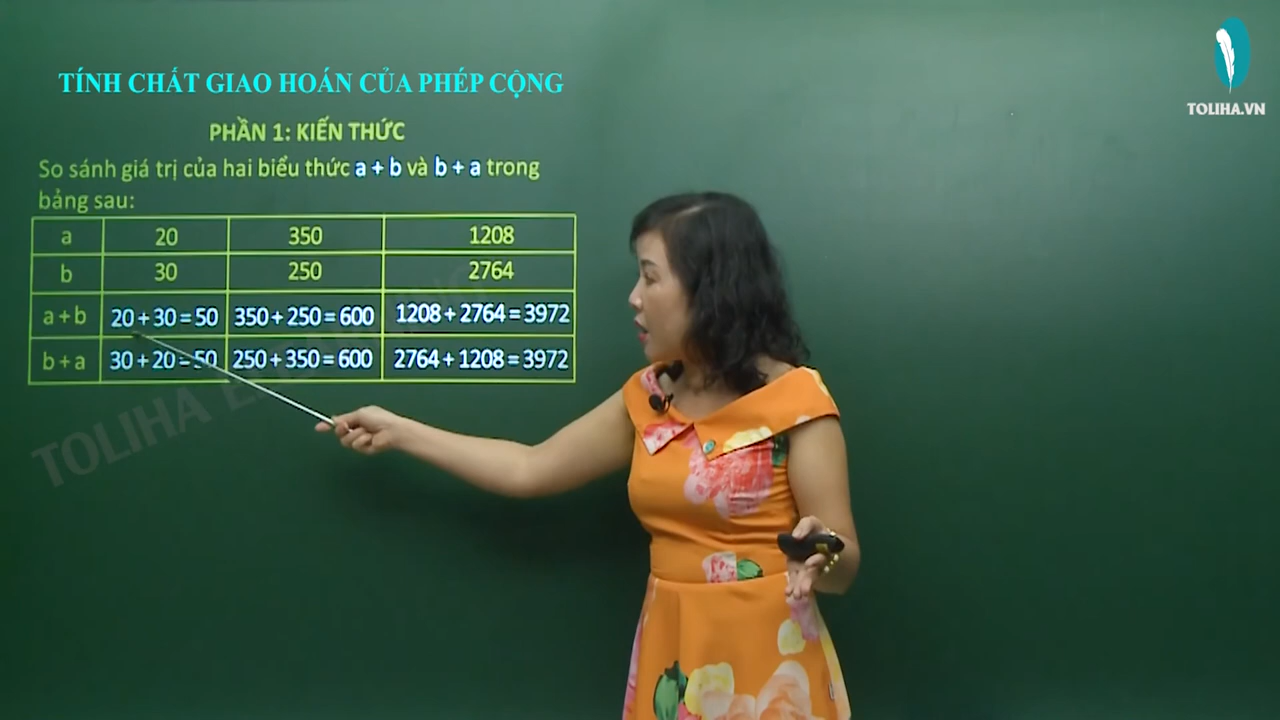 TÍNH CHẤT GIAO HOÁN CỦA PHÉP CỘNG
TOLIHA.VN
PHẦN 1: KIẾN THỨC
So sánh giá trị của hai biểu thức a + b và b + a trong
bảng sau:
a 20 350 1208
b 30 250 2764
a + b 20 + 30 = 50 350 + 250 = 600 1208 + 2764 = 3972
b + a 30 + 20 = 50 250 + 350 = 600 2764 + 1208 = 3972
TOLIHA